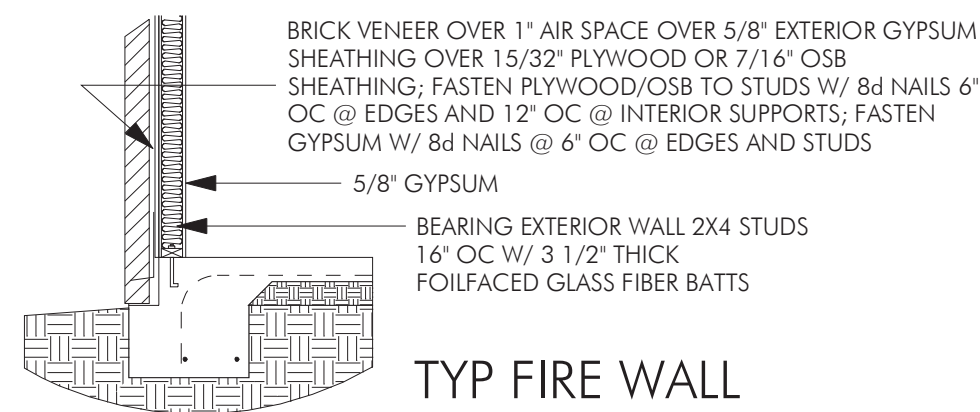 BRICK VENEER OVER 1" AIR SPACE OVER 5/8" EXTERIOR GYPSUM
SHEATHING OVER 15/32" PLYWOOD OR 7/16" OSB
SHEATHING; FASTEN PLYWOOD/OSB TO STUDS W/ 8d NAILS 6"
OC @ EDGES AND 12" OC @ INTERIOR SUPPORTS; FASTEN
GYPSUM W/ 8d NAILS @ 6" OC @ EDGES AND STUDS
5/8" GYPSUM
BEARING EXTERIOR WALL 2X4 STUDS
16" OC W/ 3 1/2" THICK
FOILFACED GLASS FIBER BATTS
TYP FIRE WALL